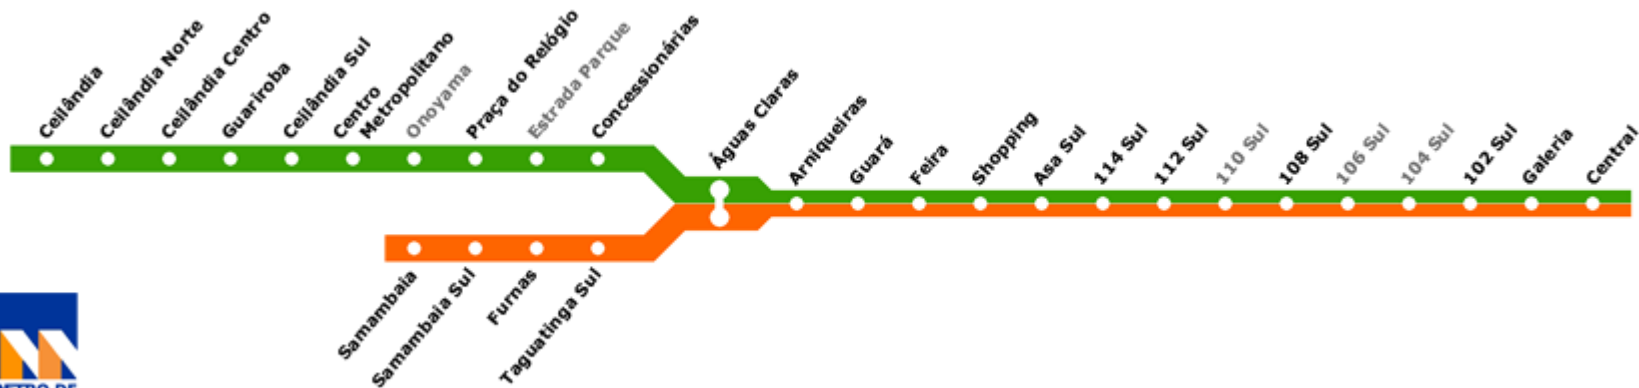 Ceilândia
Ceilândia Norte
Ceilândia Centro
Guariroba
Ceilândia Sul
Centro
Metropolitano
Onoyama
Praça do Relógio
Estrada Parque
Concessionárias
Águas Claras
Arniqueiras
Guará
Feira
Shopping
Asa Sul
114 Sul
112 Sul
110 Sul
108 Sul
106 Sul
104 Sul
102 Sul
Galeria
Central
Samambaia
Samambaia Sul
Furnas
Taguatinga Sul